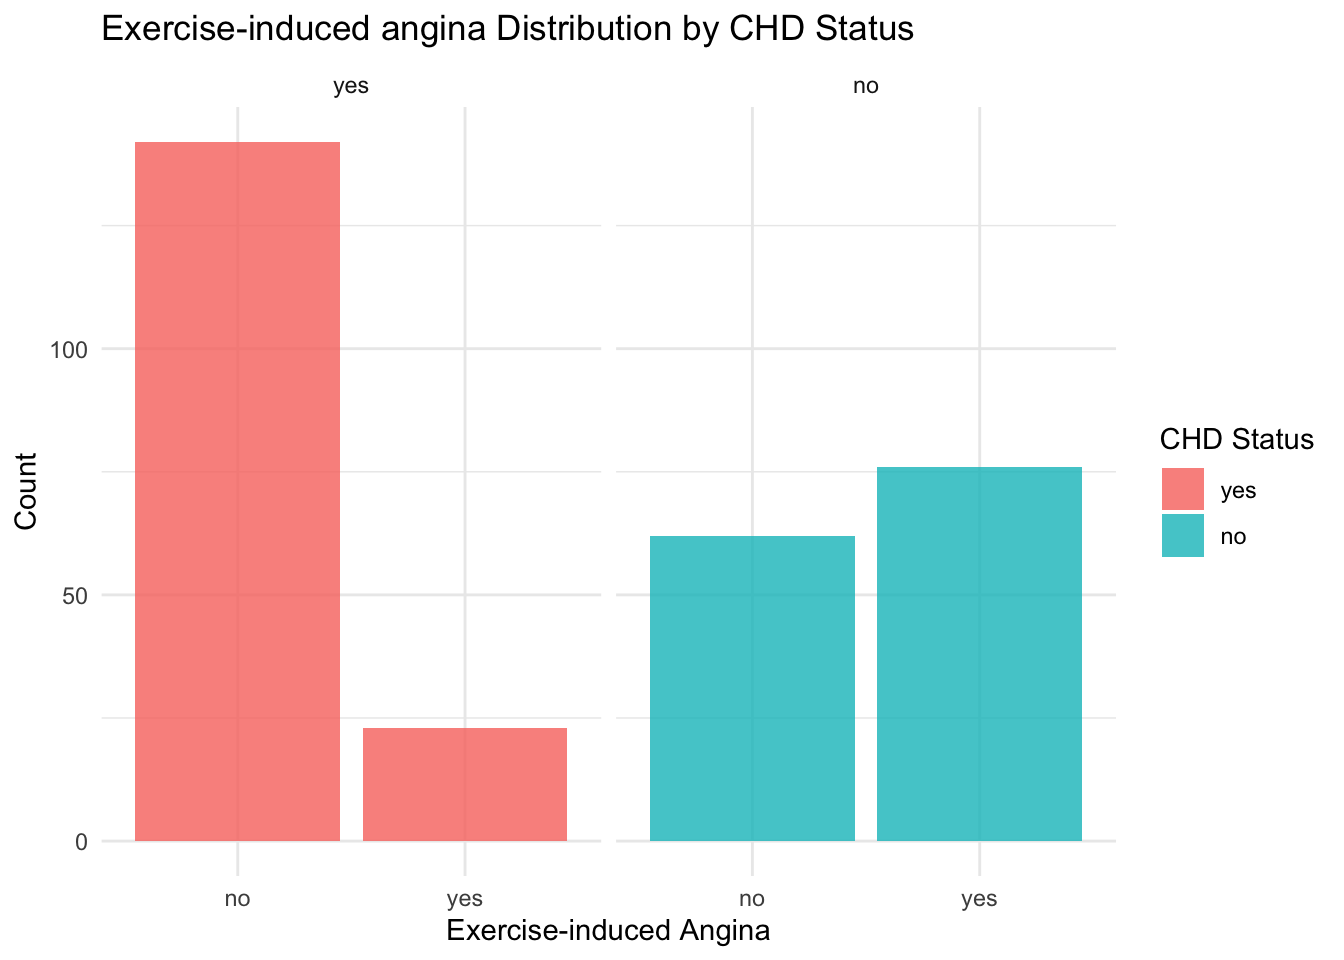 Exercise-induced angina Distribution by CHD Status
yes
no
100
50
0
Count
no
yes
no
yes
Exercise-induced Angina
CHD Status
yes
no